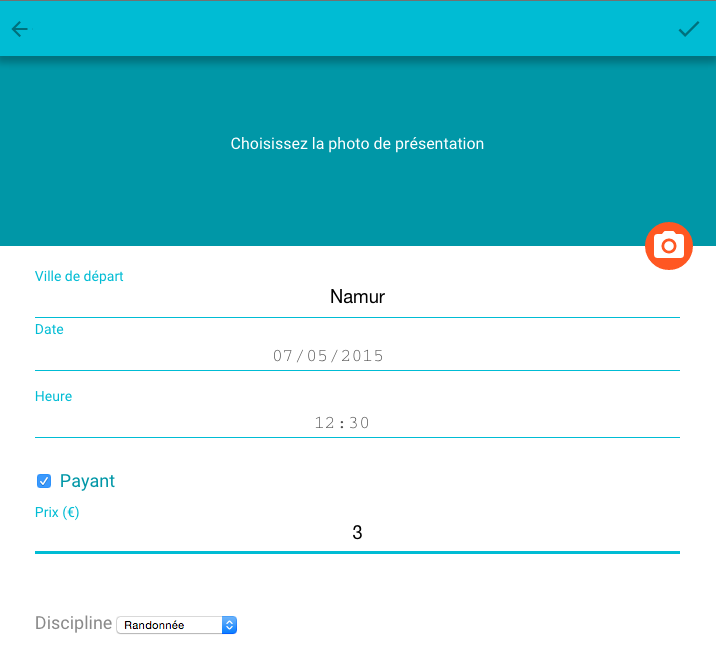 Choisissez la photo de présentation
Ville de départ
Namur
Date
07/05/2015
Heure
12:30
Payant
Prix (€)
3
Discipline Randonnée